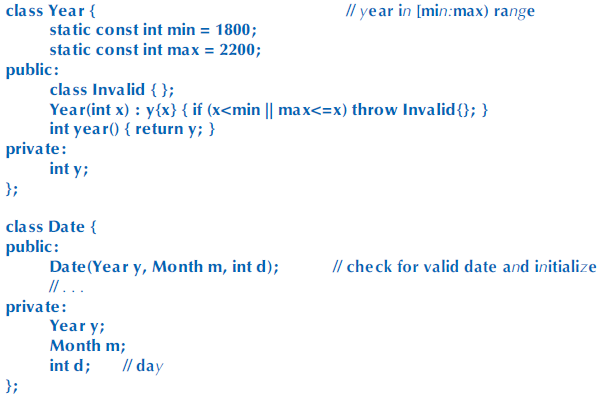 class Year { // year in [min:max) range
static const int min = 1800;
static const int max = 2200;
public:
class Invalid { };
Year(int x) : y{x} { if (x<min || max<=x) throw Invalid{}; }
int year() { return y; }
private:
int y;
};
class Date {
public:
Date(Year y, Month m, int d); // check for valid date and initialize
// . . .
private:
Year y;
Month m;
int d; // day
};